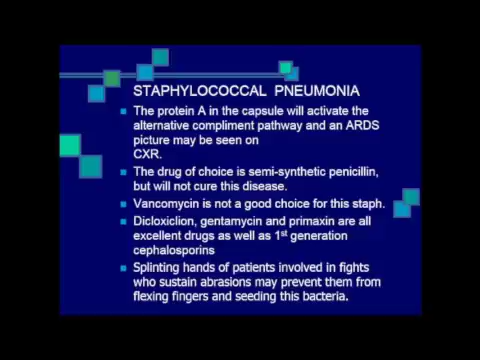 STAPHYLOCOCCAL PNEUMONIA
The protein A in the capsule will activate the
alternative compliment pathway and an ARDS
picture may be seen on
CXR.
The drug of choice is semi-synthetic penicillin,
but will not cure this disease.
Vancomycin is not a good choice for this staph.
Dicloxiclion, gentamycin and primaxin are all
excellent drugs as well as 1st generation
cephalosporins
Splinting hands of patients involved in fights
who sustain abrasions may prevent them from
flexing fingers and seeding this bacteria.